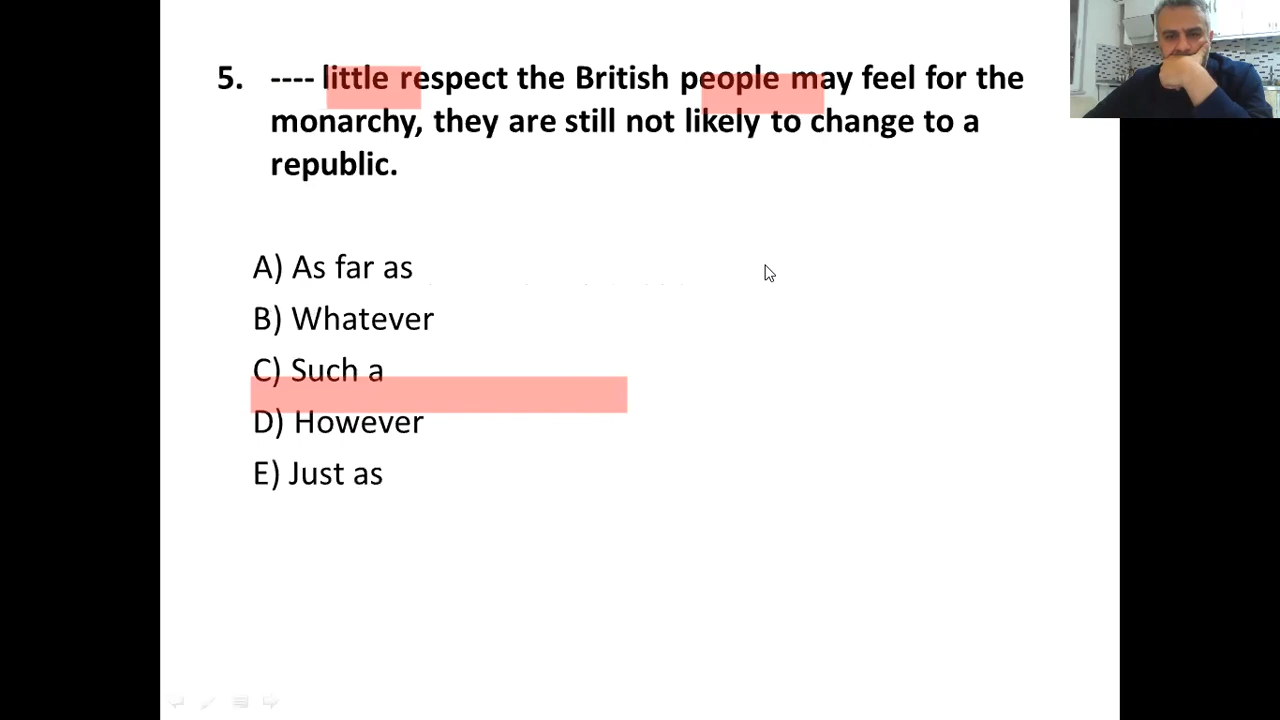 5. ---- little respect the British people may feel for the
monarchy, they are still not likely to change to a
republic.
A) As far as
B) Whatever
C) Such a
D) However
E) Just as